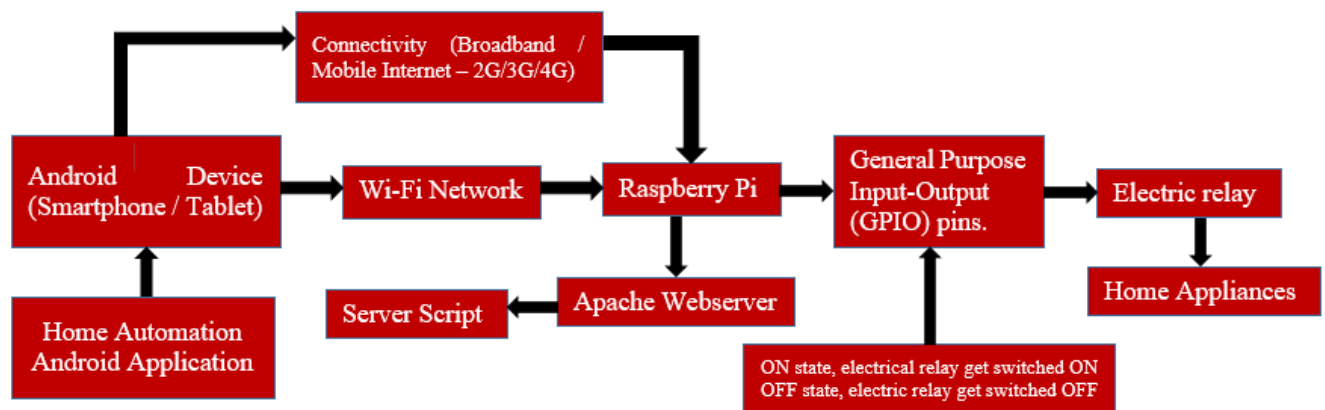 Connectivity (Broadband /
Mobile Internet – 2G/3G/4G)
Android Device
(Smartphone / Tablet)
Wi-Fi Network
Raspberry Pi
General Purpose
Input-Output
(GPIO) pins.
Electric relay
Home Automation
Android Application
Server Script
Apache Webserver
Home Appliances
ON state, electrical relay get switched ON
OFF state, electric relay get switched OFF